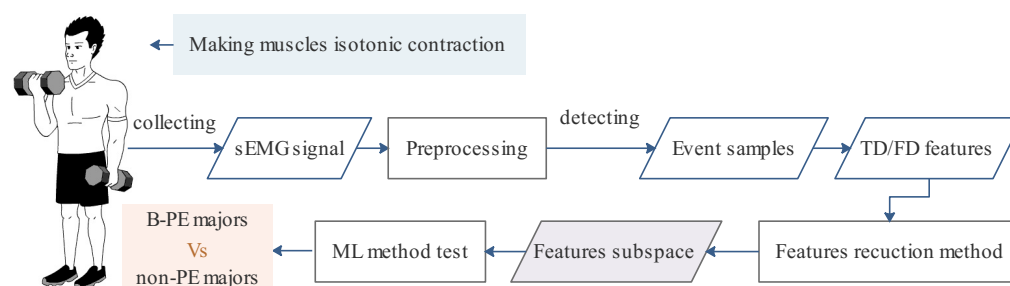 Making muscles isotonic contraction
collecting
sEMG signal
Preprocessing
detecting
Event samples
TD/FD features
B-PE majors
Vs
non-PE majors
ML method test
Features subspace
Features recuction method